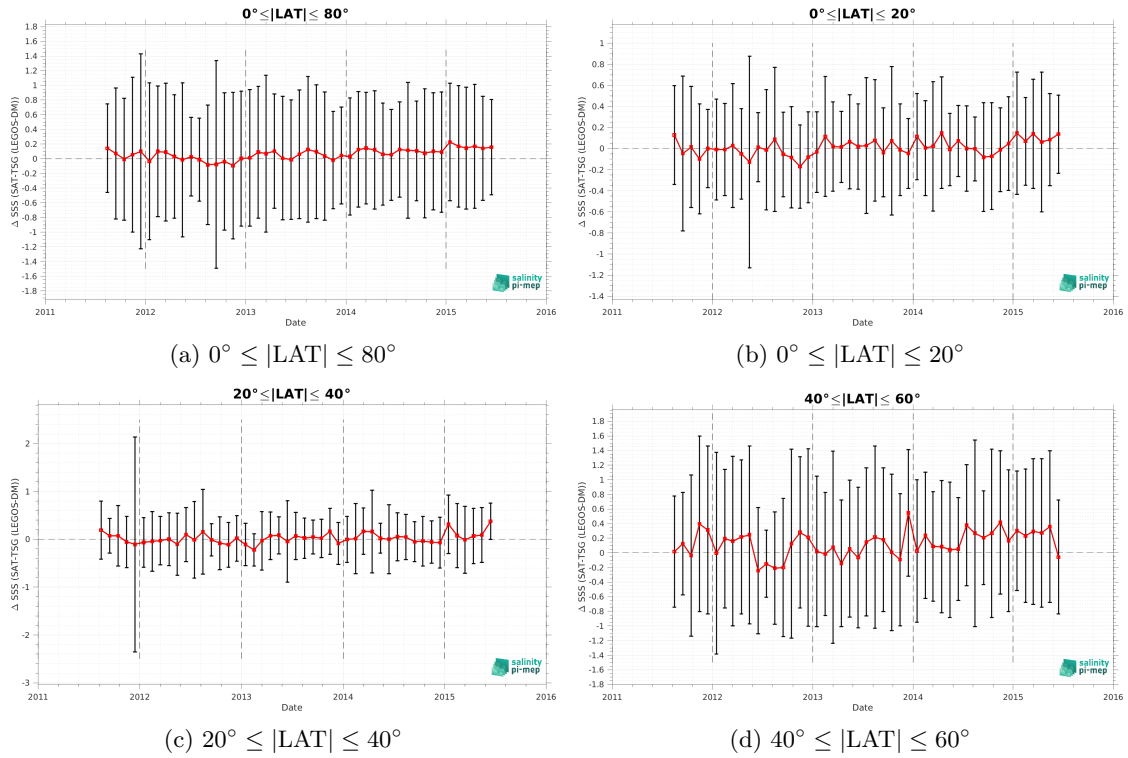 0°≤|LAT|≤ 80°
Δ SSS (SAT-TSG (LEGOS-DM))
1.8
1.6
1.4
1.2
1
0.8
0.6
0.4
0.2
0
-0.2
-0.4
-0.6
-0.8
-1
-1.2
-1.4
-1.6
-1.8
salinity
pi-mep
2011 2012 2013 2014 2015 2016
Date
(a) 0° ≤ |LAT| ≤ 80°
0°≤|LAT|≤ 20°
Δ SSS (SAT-TSG (LEGOS-DM))
1
0.8
0.6
0.4
0.2
0
-0.2
-0.4
-0.6
-0.8
-1
-1.2
-1.4
salinity
pi-mep
2011 2012 2013 2014 2015 2016
Date
(b) 0° ≤ |LAT| ≤ 20°
20°≤|LAT|≤ 40°
Δ SSS (SAT-TSG (LEGOS-DM))
2
1
0
-1
-2
-3
salinity
pi-mep
2011 2012 2013 2014 2015 2016
Date
(c) 20° ≤ |LAT| ≤ 40°
40°≤|LAT|≤ 60°
Δ SSS (SAT-TSG (LEGOS-DM))
1.8
1.6
1.4
1.2
1
0.8
0.6
0.4
0.2
0
-0.2
-0.4
-0.6
-0.8
-1
-1.2
-1.4
-1.6
-1.8
salinity
pi-mep
2011 2012 2013 2014 2015 2016
Date
(d) 40° ≤ |LAT| ≤ 60°